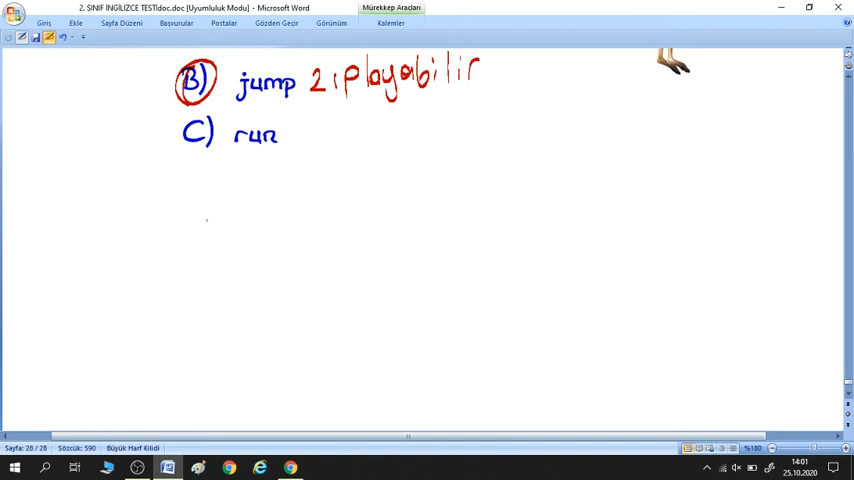 2. SINIF İNGİLİZCE TESTİdoc.doc [Uyumluluk Modu] - Microsoft Word
Mürekkep Araçları
Giriş Ekle Sayfa Düzeni Başvurular Postalar Gözden Geçir Görünüm Kalemler
B) jump zıplayabilir
C) run
Sayfa: 28 / 28 Sözcük: 590 Büyük Harf Kilidi %180
14:01
25.10.2020